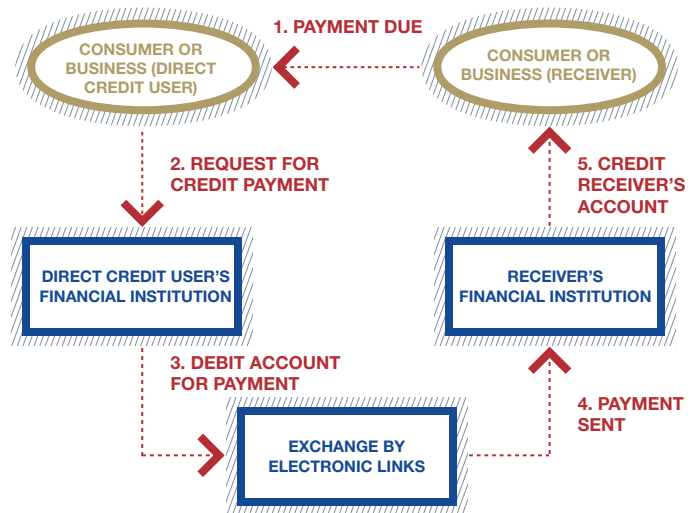 1. PAYMENT DUE
CONSUMER OR
BUSINESS (DIRECT
CREDIT USER)
CONSUMER OR
BUSINESS (RECEIVER)
2. REQUEST FOR
CREDIT PAYMENT
5. CREDIT
RECEIVER'S
ACCOUNT
DIRECT CREDIT USER'S
FINANCIAL INSTITUTION
RECEIVER'S
FINANCIAL INSTITUTION
3. DEBIT ACCOUNT
FOR PAYMENT
4. PAYMENT
SENT
EXCHANGE BY
ELECTRONIC LINKS